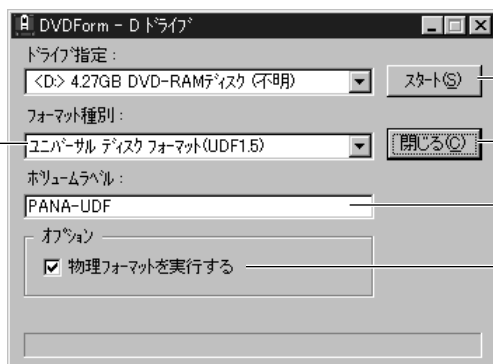 DVDForm - D ﾄﾞﾗｲﾌﾞ
ﾄﾞﾗｲﾌﾞ指定：
<D:> 4.27GB DVD-RAMﾃﾞｨｽｸ (不明)
ｽﾀｰﾄ(S)
ﾌｫｰﾏｯﾄ種別：
ﾕﾆﾊﾞｰｻﾙ ﾃﾞｨｽｸ ﾌｫｰﾏｯﾄ(UDF1.5)
閉じる(C)
ﾎﾞﾘｭｰﾑﾗﾍﾞﾙ：
PANA-UDF
ｵﾌﾟｼｮﾝ
物理ﾌｫｰﾏｯﾄを実行する